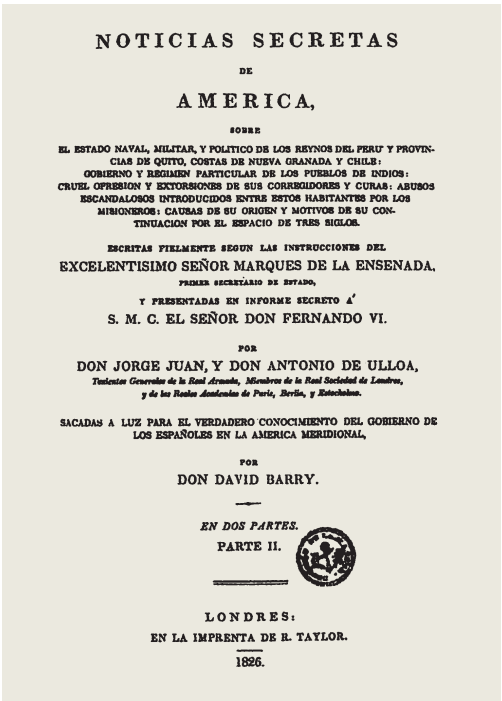 NOTICIAS SECRETAS
DE
AMERICA,
SOBRE
EL ESTADO NAVAL, MILITAR, Y POLITICO DE LOS REYNOS DEL PERU Y PROVIN-
CIAS DE QUITO, COSTAS DE NUEVA GRANADA Y CHILE:
GOBIERNO Y REGIMEN PARTICULAR DE LOS PUEBLOS DE INDIOS:
CRUEL OPRESION Y EXTORSIONES DE SUS CORREGIDORES Y CURAS: ABUSOS
ESCANDALOSOS INTRODUCIDOS ENTRE ESTOS HABITANTES POR LOS
MISIONEROS: CAUSAS DE SU ORIGEN Y MOTIVOS DE SU CON-
TINUACION POR EL ESPACIO DE TRES SIGLOS.
ESCRITAS FIELMENTE SEGUN LAS INSTRUCCIONES DEL
EXCELENTISIMO SEÑOR MARQUES DE LA ENSENADA,
PRIMER SECRETARIO DE ESTADO,
Y PRESENTADAS EN INFORME SECRETO Á
S. M. C. EL SEÑOR DON FERNANDO VI.
POR
DON JORGE JUAN, Y DON ANTONIO DE ULLOA,
Tenientes Generales de la Real Armada, Miembros de la Real Sociedad de Londres,
y de las Reales Academias de Paris, Berlin, y Estocholmo.
SACADAS A LUZ PARA EL VERDADERO CONOCIMIENTO DEL GOBIERNO DE
LOS ESPAÑOLES EN LA AMERICA MERIDIONAL,
POR
DON DAVID BARRY.
EN DOS PARTES.
PARTE II.
LONDRES:
EN LA IMPRENTA DE R. TAYLOR.
1826.